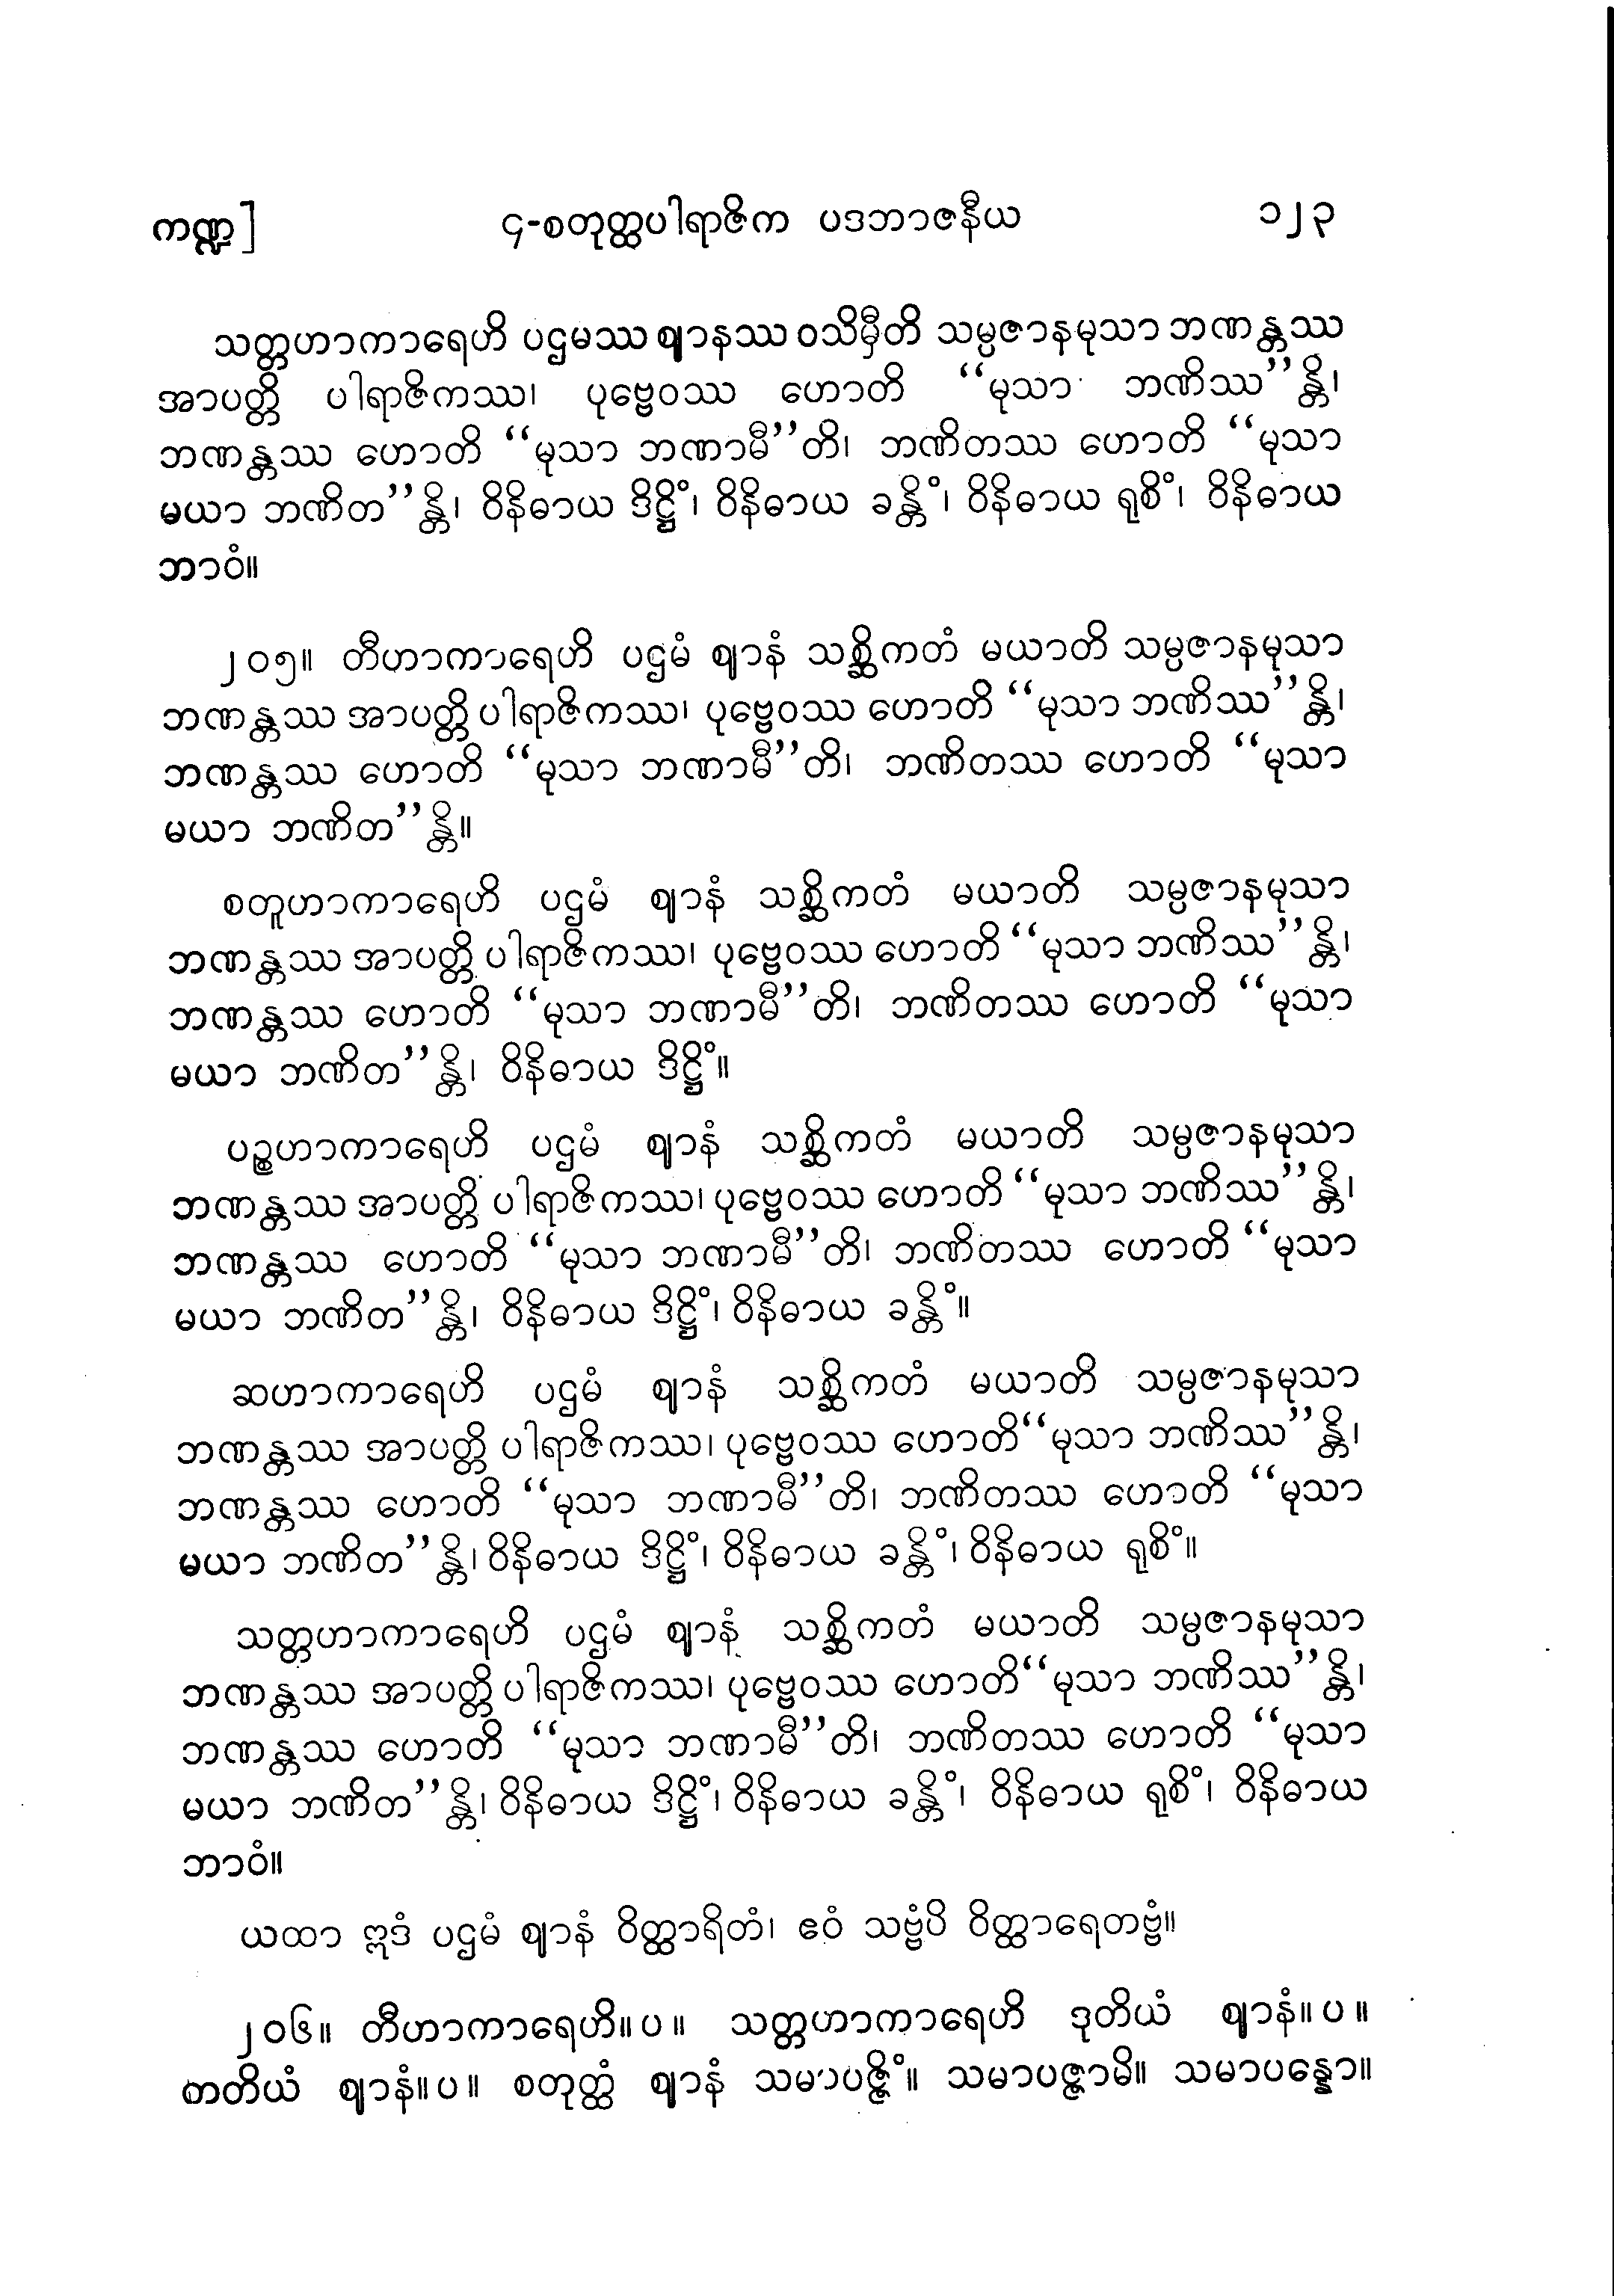 ကဏ္ဍ]	၄-စတုတ္ထပါရာဇိက ပဒဘာဇနီယ	၁၂၃
သတ္တဟာကာရေဟိ ပဌမဿ ဈာနဿ ဝသိမှီတိ သမ္ပဇာနမုသာ ဘဏန္တဿ
အာပတ္တိ ပါရာဇိကဿ၊ ပုဗ္ဗေဝဿ ဟောတိ “မုသာ ဘဏိဿ”န္တိ၊
ဘဏန္တဿ ဟောတိ “မုသာ ဘဏာမီ”တိ၊ ဘဏိတဿ ဟောတိ “မုသာ
မယာ ဘဏိတ”န္တိ၊ ဝိနိဓာယ ဒိဋ္ဌိံ၊ ဝိနိဓာယ ခန္တိံ၊ ဝိနိဓာယ ရုစိံ၊ ဝိနိဓာယ
ဘာဝံ။
၂၀၅။ တီဟာကာရေဟိ ပဌမံ ဈာနံ သစ္ဆိကတံ မယာတိ သမ္ပဇာနမုသာ
ဘဏန္တဿ အာပတ္တိ ပါရာဇိကဿ၊ ပုဗ္ဗေဝဿ ဟောတိ “မုသာ ဘဏိဿ”န္တိ၊
ဘဏန္တဿ ဟောတိ “မုသာ ဘဏာမီ”တိ၊ ဘဏိတဿ ဟောတိ “မုသာ
မယာ ဘဏိတ”န္တိ။
စတူဟာကာရေဟိ ပဌမံ ဈာနံ သစ္ဆိကတံ မယာတိ သမ္ပဇာနမုသာ
ဘဏန္တဿ အာပတ္တိ ပါရာဇိကဿ၊ ပုဗ္ဗေဝဿ ဟောတိ “မုသာ ဘဏိဿ”န္တိ၊
ဘဏန္တဿ ဟောတိ “မုသာ ဘဏာမီ”တိ၊ ဘဏိတဿ ဟောတိ “မုသာ
မယာ ဘဏိတ”န္တိ၊ ဝိနိဓာယ ဒိဋ္ဌိံ။
ပဉ္စဟာကာရေဟိ ပဌမံ ဈာနံ သစ္ဆိကတံ မယာတိ သမ္ပဇာနမုသာ
ဘဏန္တဿ အာပတ္တိ ပါရာဇိကဿ၊ ပုဗ္ဗေဝဿ ဟောတိ “မုသာ ဘဏိဿ”န္တိ၊
ဘဏန္တဿ ဟောတိ “မုသာ ဘဏာမီ”တိ၊ ဘဏိတဿ ဟောတိ “မုသာ
မယာ ဘဏိတ”န္တိ၊ ဝိနိဓာယ ဒိဋ္ဌိံ၊ ဝိနိဓာယ ခန္တိံ။
ဆဟာကာရေဟိ ပဌမံ ဈာနံ သစ္ဆိကတံ မယာတိ သမ္ပဇာနမုသာ
ဘဏန္တဿ အာပတ္တိ ပါရာဇိကဿ၊ ပုဗ္ဗေဝဿ ဟောတိ “မုသာ ဘဏိဿ”န္တိ၊
ဘဏန္တဿ ဟောတိ “မုသာ ဘဏာမီ”တိ၊ ဘဏိတဿ ဟောတိ “မုသာ
မယာ ဘဏိတ”န္တိ၊ ဝိနိဓာယ ဒိဋ္ဌိံ၊ ဝိနိဓာယ ခန္တိံ၊ ဝိနိဓာယ ရုစိံ။
သတ္တဟာကာရေဟိ ပဌမံ ဈာနံ သစ္ဆိကတံ မယာတိ သမ္ပဇာနမုသာ
ဘဏန္တဿ အာပတ္တိ ပါရာဇိကဿ၊ ပုဗ္ဗေဝဿ ဟောတိ “မုသာ ဘဏိဿ”န္တိ၊
ဘဏန္တဿ ဟောတိ “မုသာ ဘဏာမီ”တိ၊ ဘဏိတဿ ဟောတိ “မုသာ
မယာ ဘဏိတ”န္တိ၊ ဝိနိဓာယ ဒိဋ္ဌိံ၊ ဝိနိဓာယ ခန္တိံ၊ ဝိနိဓာယ ရုစိံ၊ ဝိနိဓာယ
ဘာဝံ။
ယထာ ဣဒံ ပဌမံ ဈာနံ ဝိတ္ထာရိတံ၊ ဧဝံ သဗ္ဗံပိ ဝိတ္ထာရေတဗ္ဗံ။
၂၀၆။ တီဟာကာရေဟိ။ပ။ သတ္တဟာကာရေဟိ ဒုတိယံ ဈာနံ။ပ။
တတိယံ ဈာနံ။ပ။ စတုတ္ထံ ဈာနံ သမာပဇ္ဇိံ။ သမာပဇ္ဇာမိ။ သမာပန္နော။